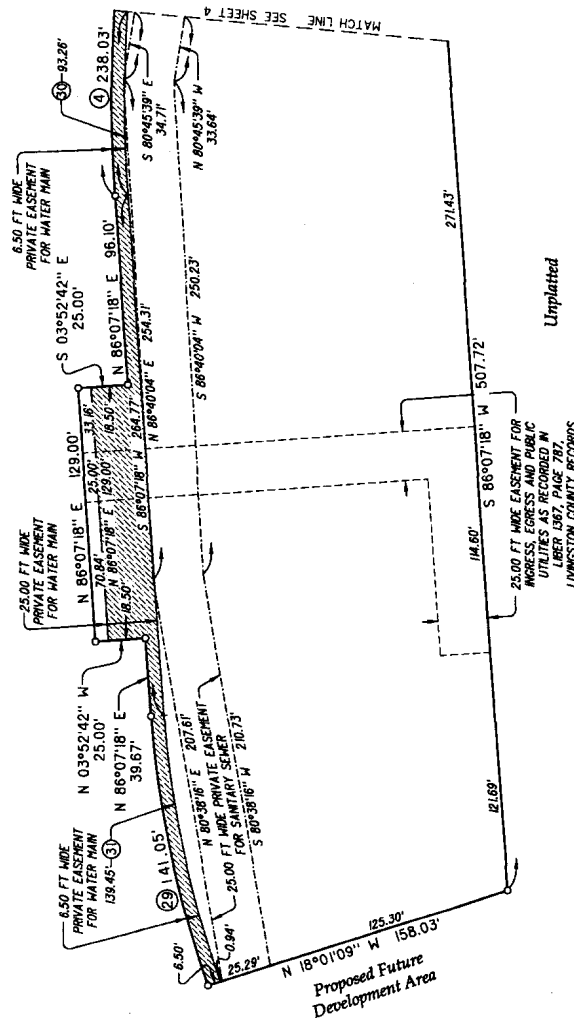 MATCH LINE SEE SHEET 4
(30)—93.26'
(4) 238.03'
6.50 FT WIDE
PRIVATE EASEMENT
FOR WATER MAIN
S 80°45'39" E
34.71'
N 80°45'39" W
33.64'
N 86°07'18" E 96.10'
S 03°52'42" E
25.00'
N 86°07'18" E 129.00'
33.16'
25.00'
70.84'
18.50'
N 86°07'18" E 129.00'
18.50'
S 86°07'18" W 264.77'
N 86°40'04" E 254.31'
S 86°40'04" W 250.23'
25.00 FT WIDE
PRIVATE EASEMENT
FOR WATER MAIN
N 03°52'42" W
25.00'
N 86°07'18" E
39.67'
6.50 FT WIDE
PRIVATE EASEMENT
FOR WATER MAIN
139.45'—(31)
(29) 141.05'
6.50'
0.94'
N 80°38'16" E 207.61'
25.00 FT WIDE PRIVATE EASEMENT
FOR SANITARY SEWER
S 80°38'16" W 210.73'
25.29'
125.30'
N 18°01'09" W 158.03'
Proposed Future
Development Area
271.43'
114.60'
121.69'
S 86°07'18" W 507.72'
Unplatted
25.00 FT WIDE EASEMENT FOR
INGRESS, EGRESS AND PUBLIC
UTILITIES AS RECORDED IN
LIBER 1367, PAGE 787,
LIVINGSTON COUNTY RECORDS